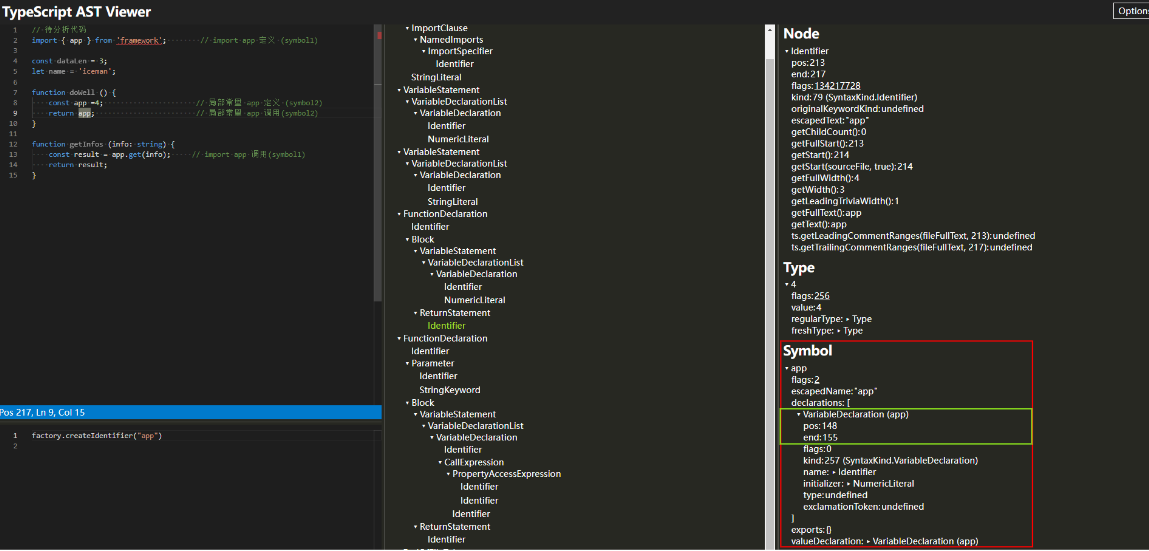 TypeScript AST Viewer
Options
1 // 待分析代码
2 import { app } from 'framework'; // import app 定义 (symbol1)
3
4 const dataLen = 3;
5 let name = 'iceman';
6
7 function doWell () {
8 const app =4; // 局部常量 app 定义 (symbol2)
9 return app; // 局部常量 app 调用(symbol2)
10 }
11
12 function getInfos (info: string) {
13 const result = app.get(info); // import app 调用(symbol1)
14 return result;
15 }
Pos 217, Ln 9, Col 15
1 factory.createIdentifier("app")
2
ImportClause
NamedImports
ImportSpecifier
Identifier
StringLiteral
VariableStatement
VariableDeclarationList
VariableDeclaration
Identifier
NumericLiteral
VariableStatement
VariableDeclarationList
VariableDeclaration
Identifier
StringLiteral
FunctionDeclaration
Identifier
Block
VariableStatement
VariableDeclarationList
VariableDeclaration
Identifier
NumericLiteral
ReturnStatement
Identifier
FunctionDeclaration
Identifier
Parameter
Identifier
StringKeyword
Block
VariableStatement
VariableDeclarationList
VariableDeclaration
Identifier
CallExpression
PropertyAccessExpression
Identifier
Identifier
Identifier
ReturnStatement
Identifier
Node
Identifier
pos:213
end:217
flags:134217728
kind:79 (SyntaxKind.Identifier)
originalKeywordKind:undefined
escapedText:"app"
getChildCount():0
getFullStart():213
getStart():214
getStart(sourceFile, true):214
getFullWidth():4
getWidth():3
getLeadingTriviaWidth():1
getFullText():app
getText():app
ts.getLeadingCommentRanges(fileFullText, 213):undefined
ts.getTrailingCommentRanges(fileFullText, 217):undefined
Type
4
flags:256
value:4
regularType: Type
freshType: Type
Symbol
app
flags:2
escapedName:"app"
declarations: [
VariableDeclaration (app)
pos:148
end:155
flags:0
kind:257 (SyntaxKind.VariableDeclaration)
name: Identifier
initializer: NumericLiteral
type:undefined
exclamationToken:undefined
]
exports:{}
valueDeclaration: VariableDeclaration (app)